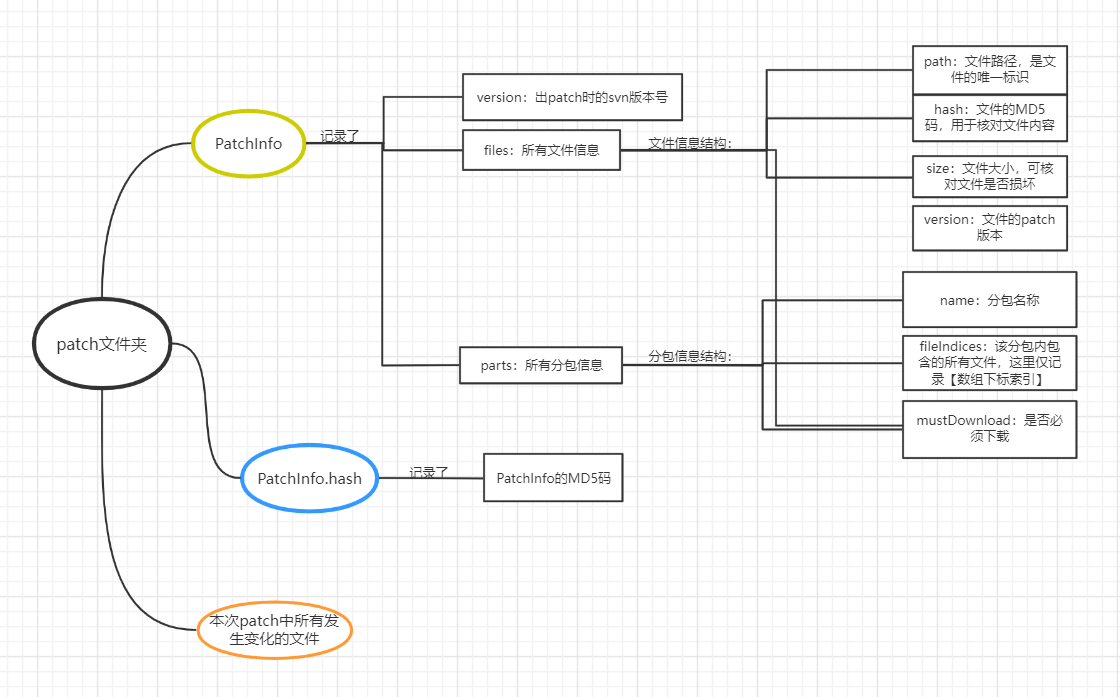 path：文件路径，是文
件的唯一标识
version：出patch时的svn版本号
hash：文件的MD5
码，用于核对文件内容
PatchInfo
记录了
files：所有文件信息
文件信息结构：
size：文件大小，可核
对文件是否损坏
version：文件的patch
版本
name：分包名称
patch文件夹
parts：所有分包信息
分包信息结构：
fileIndices：该分包内包
含的所有文件，这里仅记
录【数组下标索引】
mustDownload：是否必
须下载
PatchInfo.hash
记录了
PatchInfo的MD5码
本次patch中所有发
生变化的文件